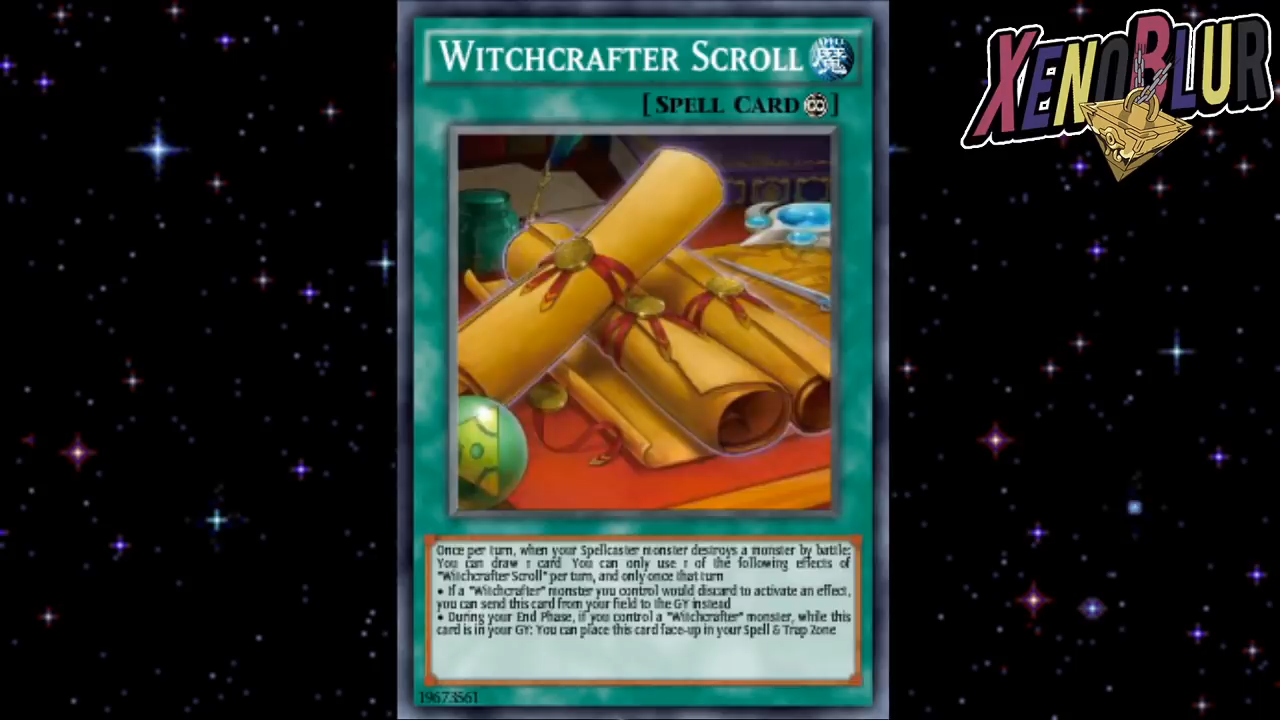 WITCHCRAFTER SCROLL
SPELL
魔
[ SPELL CARD ]
XENOBLUR
Once per turn, when your Spellcaster monster destroys a monster by battle:
You can draw 1 card You can only use 1 of the following effects of
"Witchcrafter Scroll" per turn, and only once that turn
• If a "Witchcrafter" monster you control would discard to activate an effect,
you can send this card from your field to the GY instead
• During your End Phase, if you control a "Witchcrafter" monster, while this
card is in your GY: You can place this card face-up in your Spell & Trap Zone
19673561